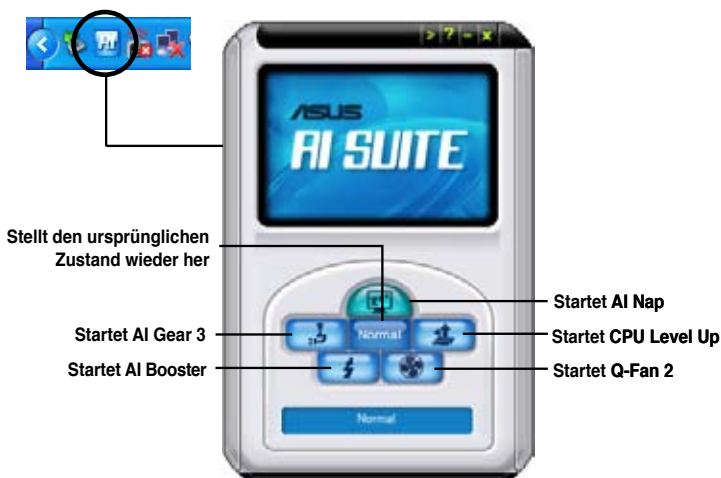 > ? - x
ASUS
AI SUITE
Stellt den ursprünglichen
Zustand wieder her
Startet AI Nap
Startet AI Gear 3
Normal
Startet CPU Level Up
Startet AI Booster
Startet Q-Fan 2
Normal